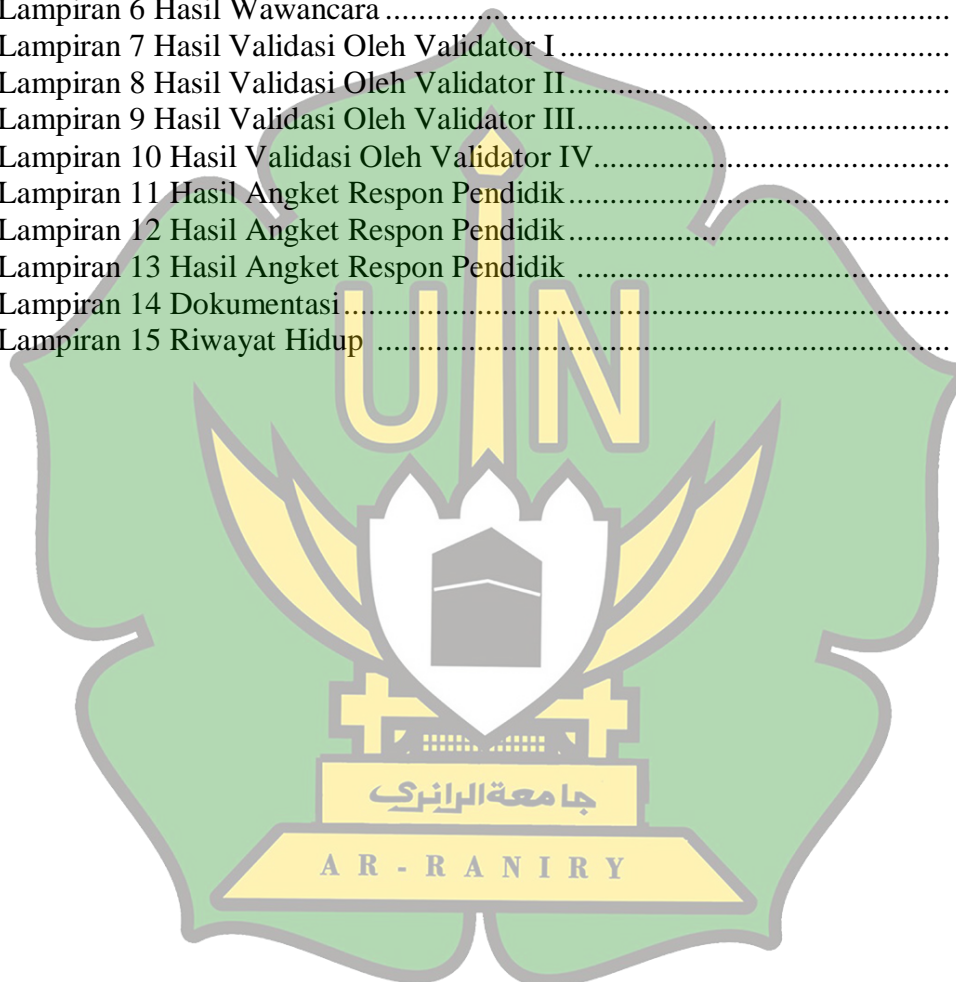 Lampiran 6 Hasil Wawancara ........................................................................
Lampiran 7 Hasil Validasi Oleh Validator I .................................................
Lampiran 8 Hasil Validasi Oleh Validator II ................................................
Lampiran 9 Hasil Validasi Oleh Validator III...............................................
Lampiran 10 Hasil Validasi Oleh Validator IV.............................................
Lampiran 11 Hasil Angket Respon Pendidik ................................................
Lampiran 12 Hasil Angket Respon Pendidik ................................................
Lampiran 13 Hasil Angket Respon Pendidik ...............................................
Lampiran 14 Dokumentasi ............................................................................
Lampiran 15 Riwayat Hidup ........................................................................
UIN
جامعة الرانري
AR-RANIRY